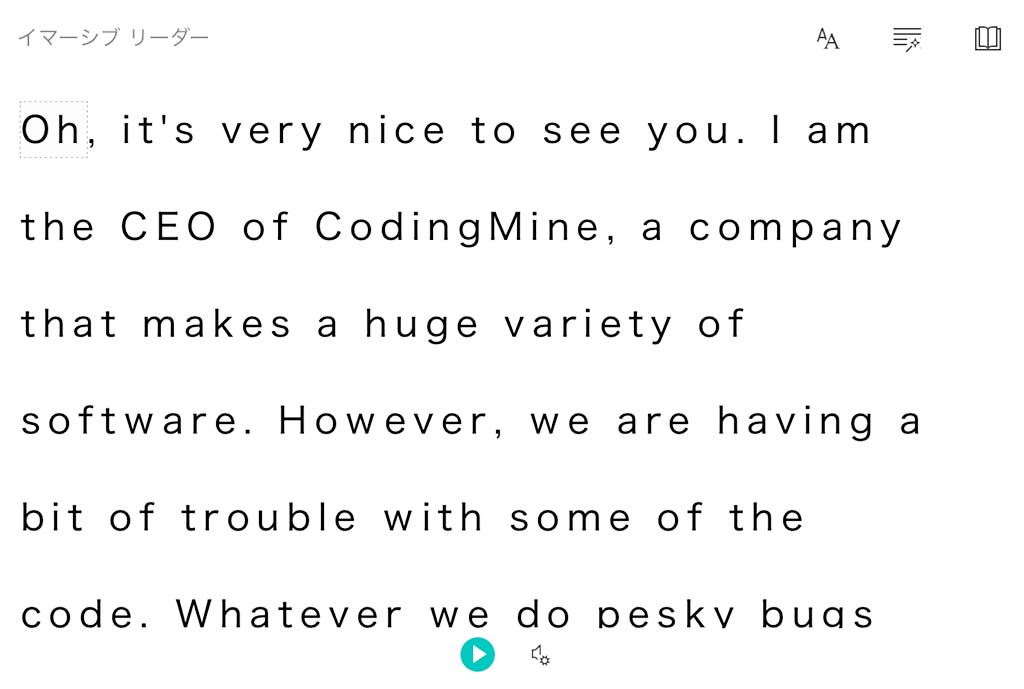 イマーシブ リーダー
Oh, it's very nice to see you. I am
the CEO of CodingMine, a company
that makes a huge variety of
software. However, we are having a
bit of trouble with some of the
code. Whatever we do pesky bugs